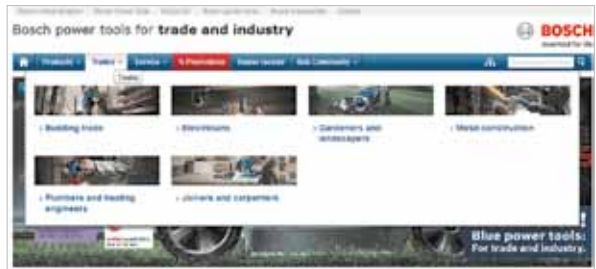 Bosch power tools for trade and industry
BOSCH
Invented for life
Products
Trades
Service
% Promotions
Dealer locator
Bob Community
Trades
› Building trade
› Electricians
› Gardeners and
landscapers
› Metal construction
› Plumbers and heating
engineers
› Joiners and carpenters
Blue power tools:
For trade and industry.